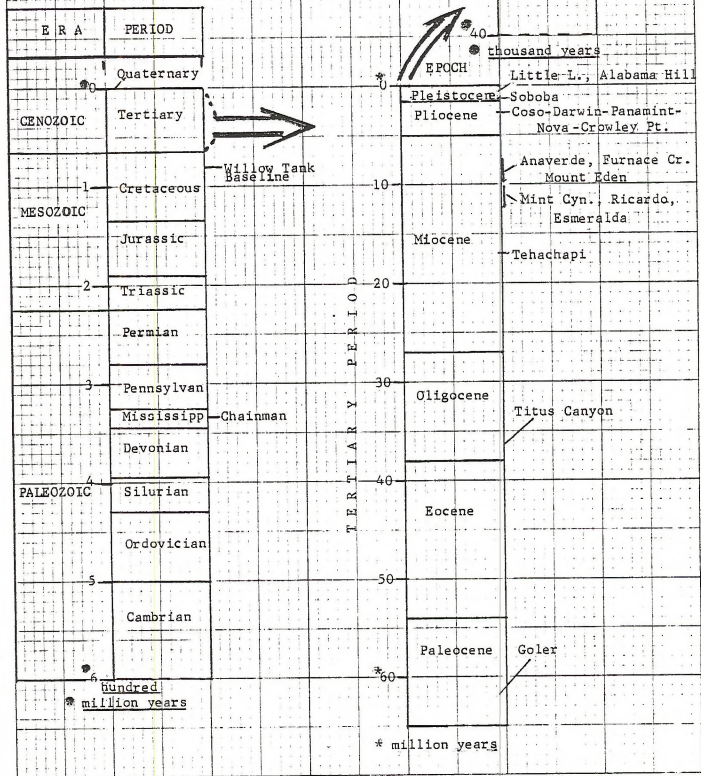 ERA PERIOD
Quaternary
0
CENOZOIC
Tertiary
Willow Tank
Baseline
1
Cretaceous
MESOZOIC
Jurassic
2
Triassic
Permian
3
Pennsylvan
Mississipp
Chainman
Devonian
4
PALEOZOIC
Silurian
Ordovician
5
Cambrian
6
hundred
million years
TERTIARY PERIOD
40
thousand years
EPOCH
* 0
Little L., Alabama Hill
Pleistocene
Soboba
Pliocene
Coso-Darwin-Panamint-
Nova-Crowley Pt.
Anaverde, Furnace Cr.
Mount Eden
10
Mint Cyn., Ricardo,
Esmeralda
Miocene
Tehachapi
20
30
Oligocene
Titus Canyon
40
Eocene
50
Paleocene
Goler
*60
* million years